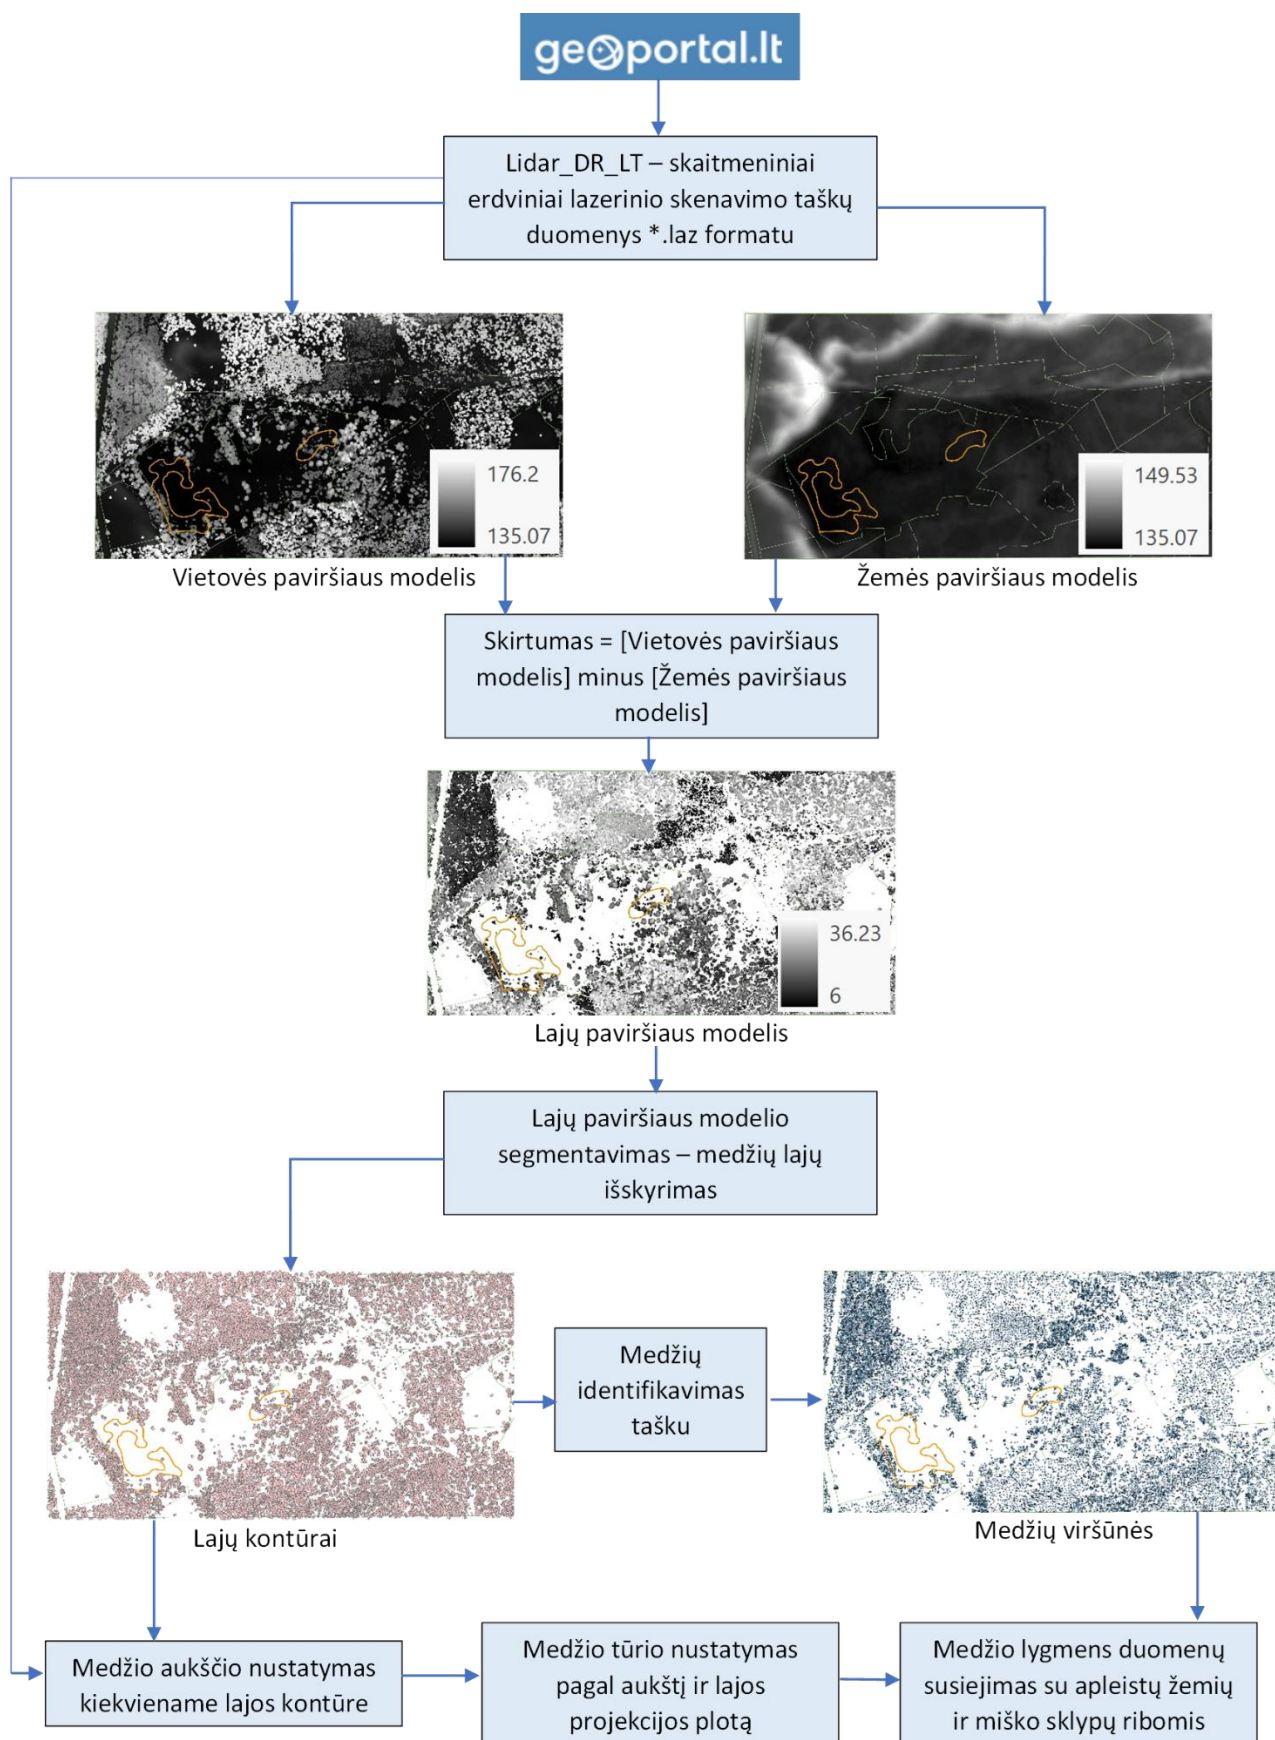 geoportal.lt
Lidar_DR_LT – skaitmeniniai
erdviniai lazerinio skenavimo taškų
duomenys *.laz formatu
176.2
135.07
Vietovės paviršiaus modelis
149.53
135.07
Žemės paviršiaus modelis
Skirtumas = [Vietovės paviršiaus
modelis] minus [Žemės paviršiaus
modelis]
36.23
6
Lajų paviršiaus modelis
Lajų paviršiaus modelio
segmentavimas – medžių lajų
išskyrimas
Lajų kontūrai
Medžių
identifikavimas
tašku
Medžių viršūnės
Medžio aukščio nustatymas
kiekviename lajos kontūre
Medžio tūrio nustatymas
pagal aukštį ir lajos
projekcijos plotą
Medžio lygmens duomenų
susiejimas su apleistų žemių
ir miško sklypų ribomis